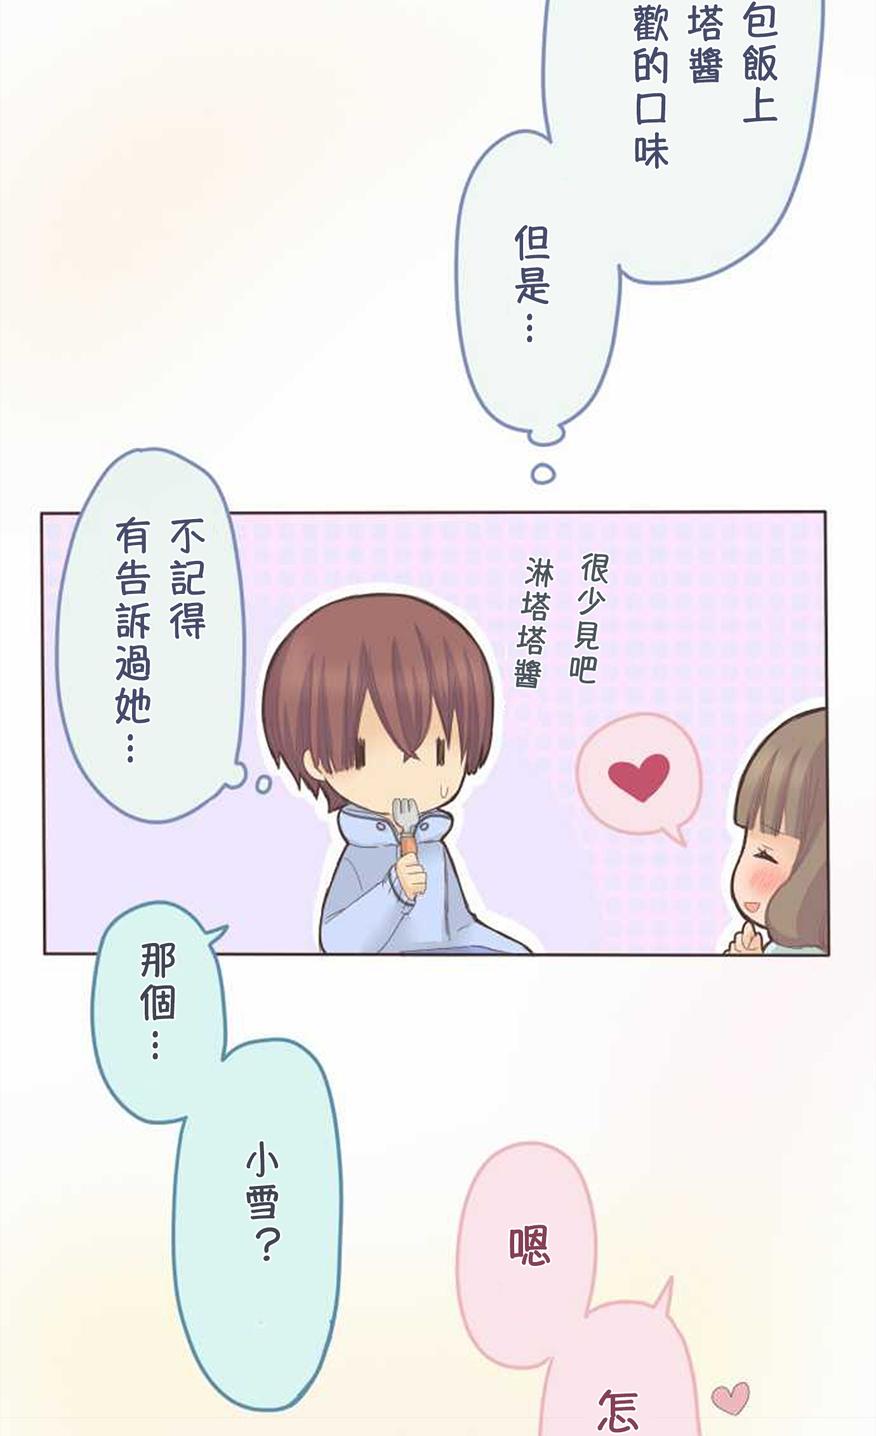 包飯上
塔醬
歡的口味
但是…
不記得
有告訴過她…
很少見吧
淋塔塔醬
那個…
小雪？
嗯
怎